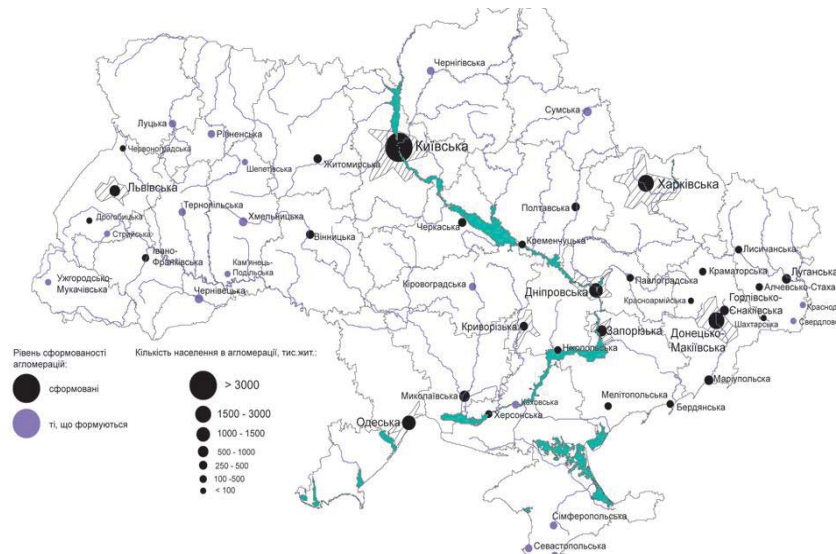 Чернігівська
Сумська
Луцька
Рівненська
Київська
Червоноградська
Житомирська
Шепетівська
Львівська
Харківська
Тернопільська
Полтавська
Дрогобицька
Хмельницька
Черкаська
Стрийська
Вінницька
Кременчуцька
Лисичанська
Івано-
Франківська
Кам'янець-
Подільська
Краматорська
Луганська
Ужгородсько-
Мукачівська
Павлоградська
Алчевсько-Стаха
Чернівецька
Кіровоградська
Дніпровська
Горлівсько-
Єнакіївська
Красноармійська
Краснод
Свердлово
Шахтарська
Криворізька
Запорізька
Донецько-
Макіївська
Нікопольська
Рівень сформованості
агломерацій:
сформовані
ті, що формуються
Кількість населення в агломерації, тис.жит.:
> 3000
1500 - 3000
1000 - 1500
500 - 1000
250 - 500
100 -500
< 100
Маріупольска
Миколаївська
Каховська
Мелітопольська
Бердянська
Херсонська
Одеська
Сімферопольська
Севастопольська